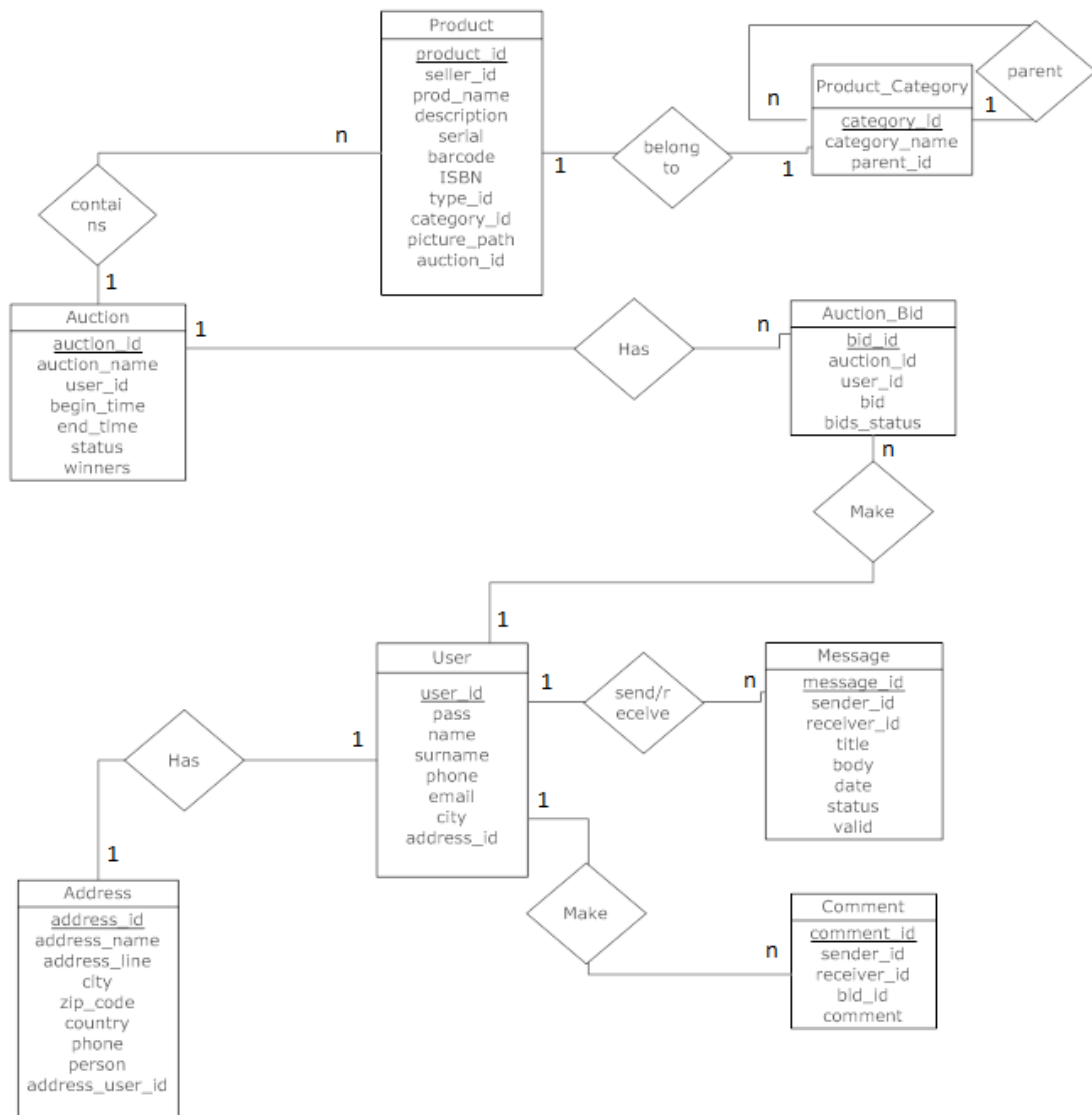 Product
product_id
seller_id
prod_name
description
serial
barcode
ISBN
type_id
category_id
picture_path
auction_id
n
1
belong
to
1
Product_Category
category_id
category_name
parent_id
n
1
parent
contai
ns
1
Auction
auction_id
auction_name
user_id
begin_time
end_time
status
winners
1
Has
n
Auction_Bid
bid_id
auction_id
user_id
bid
bids_status
n
Make
1
User
user_id
pass
name
surname
phone
email
city
address_id
1
send/r
eceive
n
Message
message_id
sender_id
receiver_id
title
body
date
status
valid
1
Has
1
1
Make
n
Address
address_id
address_name
address_line
city
zip_code
country
phone
person
address_user_id
Comment
comment_id
sender_id
receiver_id
bid_id
comment